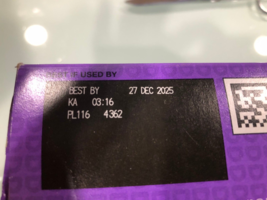 USED BY
BEST BY 27 DEC 2025
KA 03:16
PL116 4362